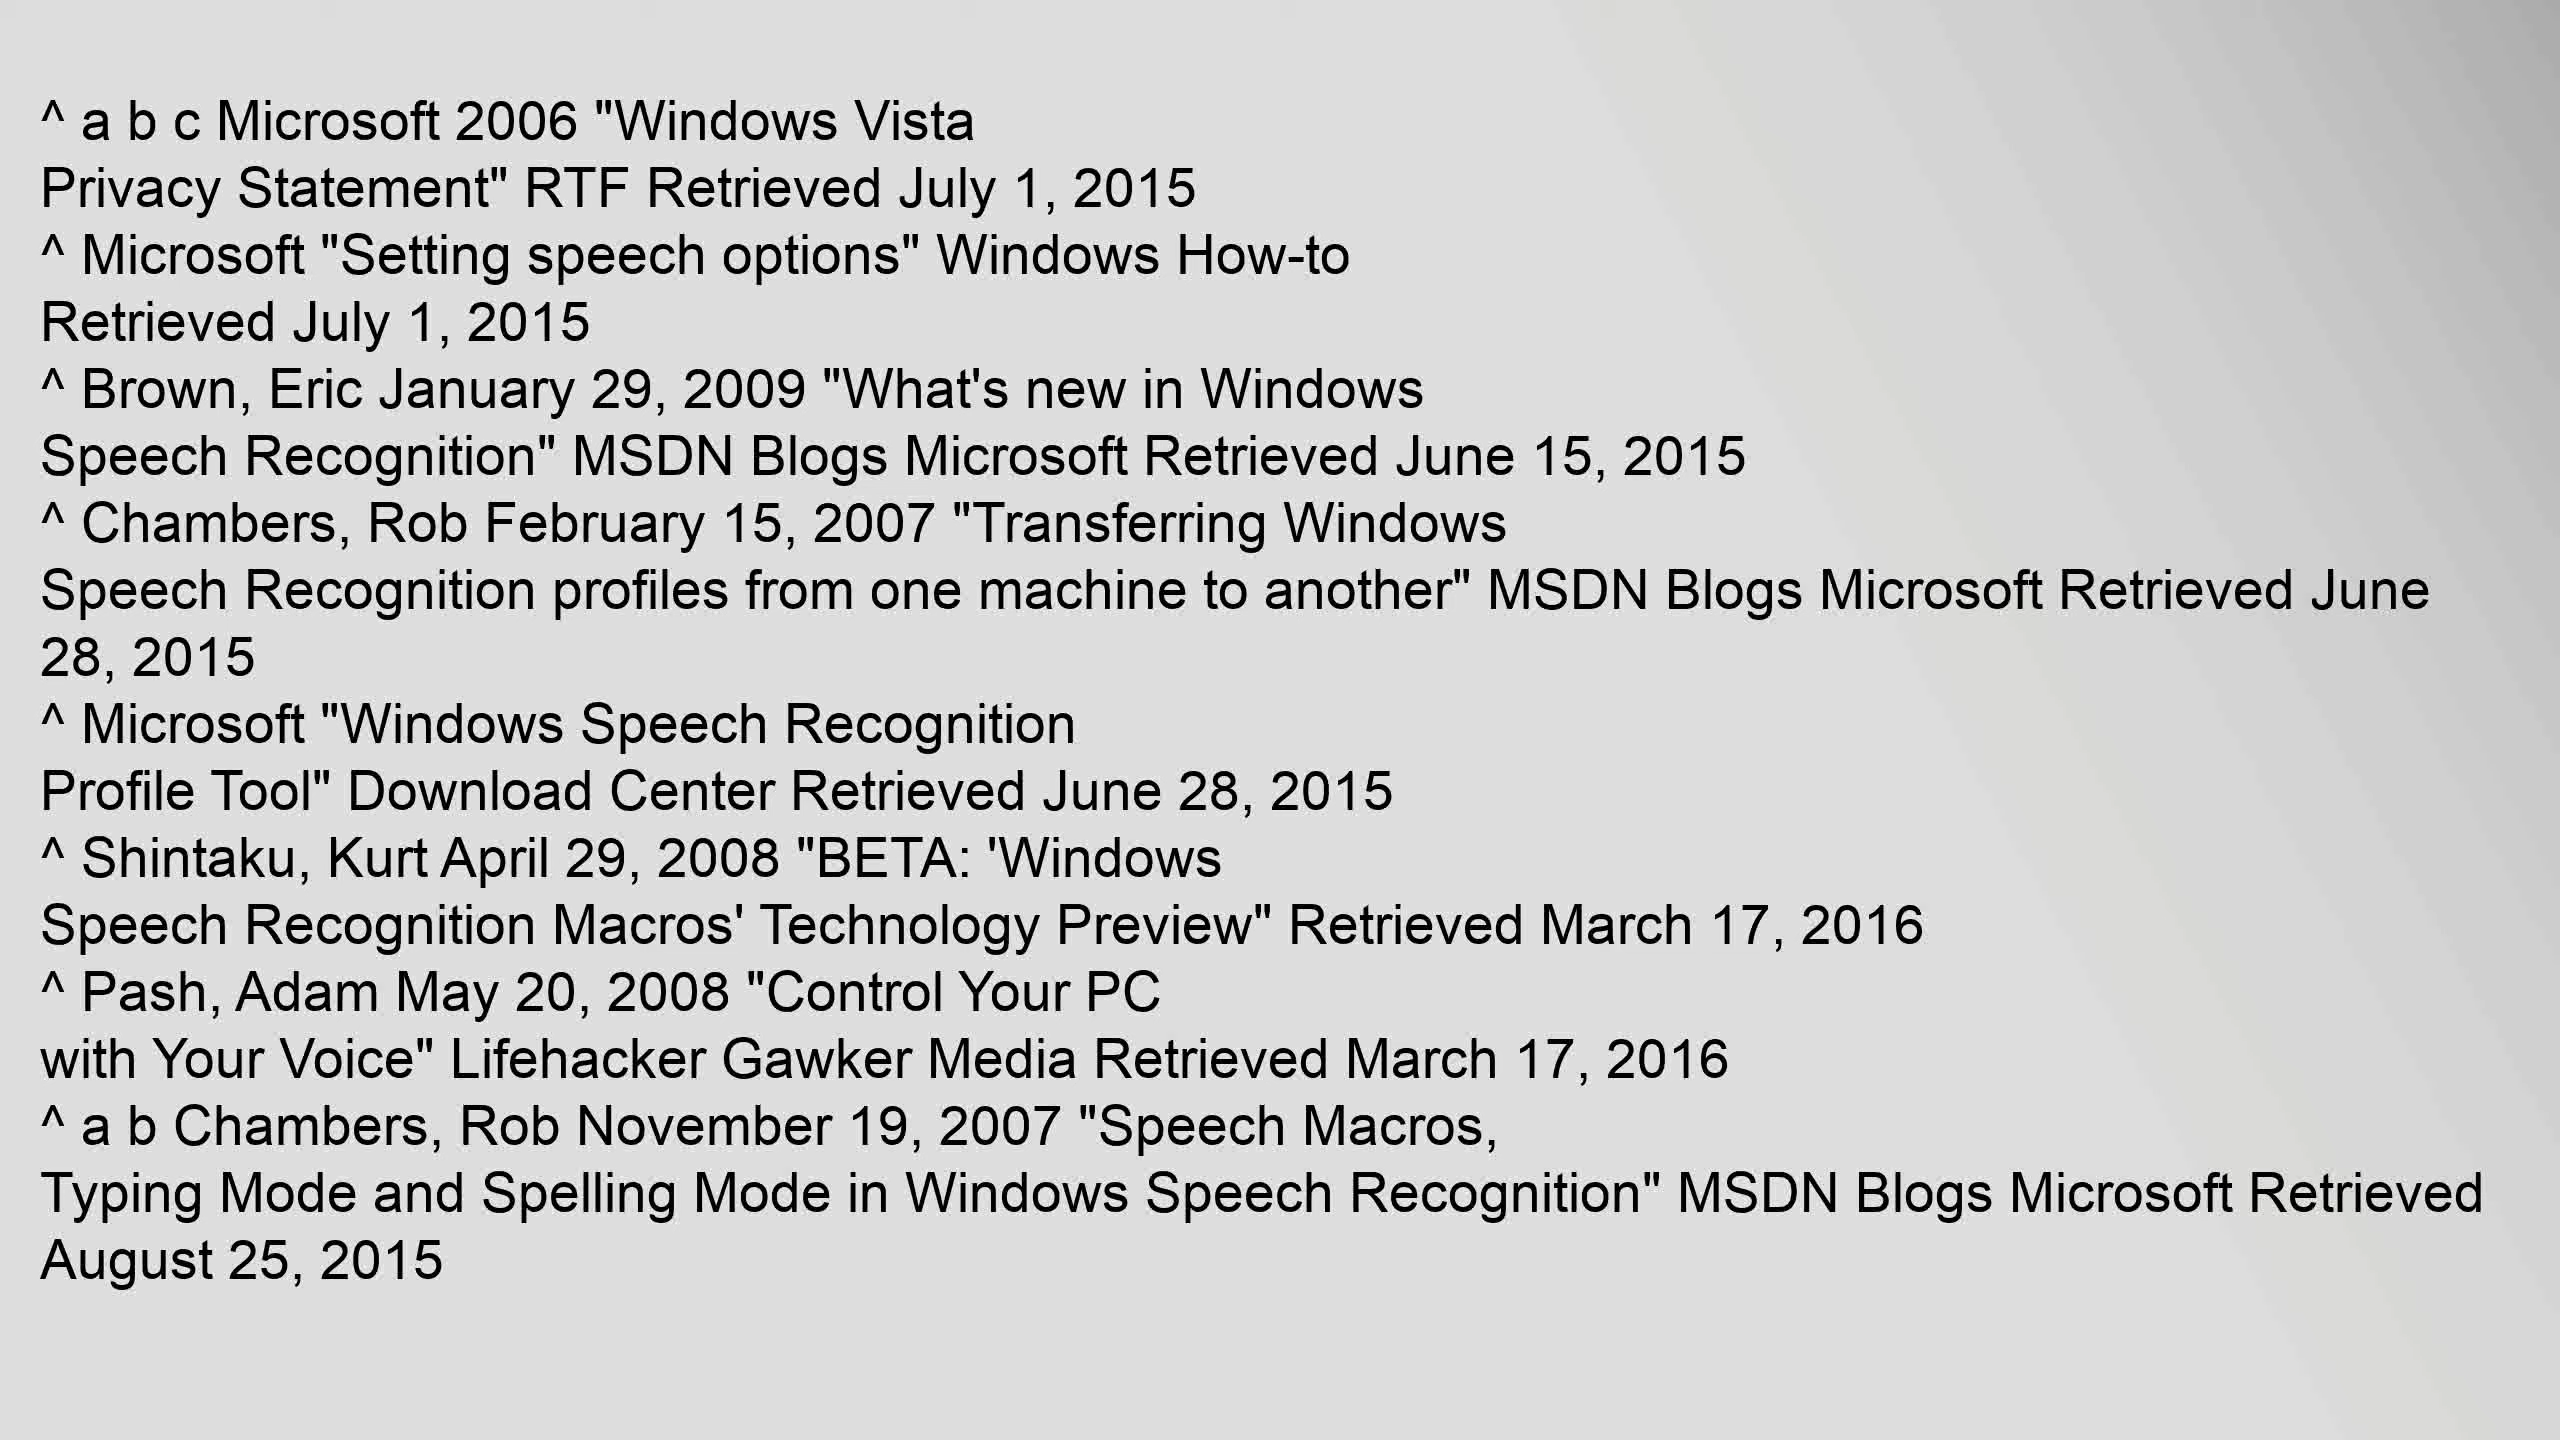 ^ a b c Microsoft 2006 "Windows Vista
Privacy Statement" RTF Retrieved July 1, 2015
^ Microsoft "Setting speech options" Windows How-to
Retrieved July 1, 2015
^ Brown, Eric January 29, 2009 "What's new in Windows
Speech Recognition" MSDN Blogs Microsoft Retrieved June 15, 2015
^ Chambers, Rob February 15, 2007 "Transferring Windows
Speech Recognition profiles from one machine to another" MSDN Blogs Microsoft Retrieved June
28, 2015
^ Microsoft "Windows Speech Recognition
Profile Tool" Download Center Retrieved June 28, 2015
^ Shintaku, Kurt April 29, 2008 "BETA: 'Windows
Speech Recognition Macros' Technology Preview" Retrieved March 17, 2016
^ Pash, Adam May 20, 2008 "Control Your PC
with Your Voice" Lifehacker Gawker Media Retrieved March 17, 2016
^ a b Chambers, Rob November 19, 2007 "Speech Macros,
Typing Mode and Spelling Mode in Windows Speech Recognition" MSDN Blogs Microsoft Retrieved
August 25, 2015